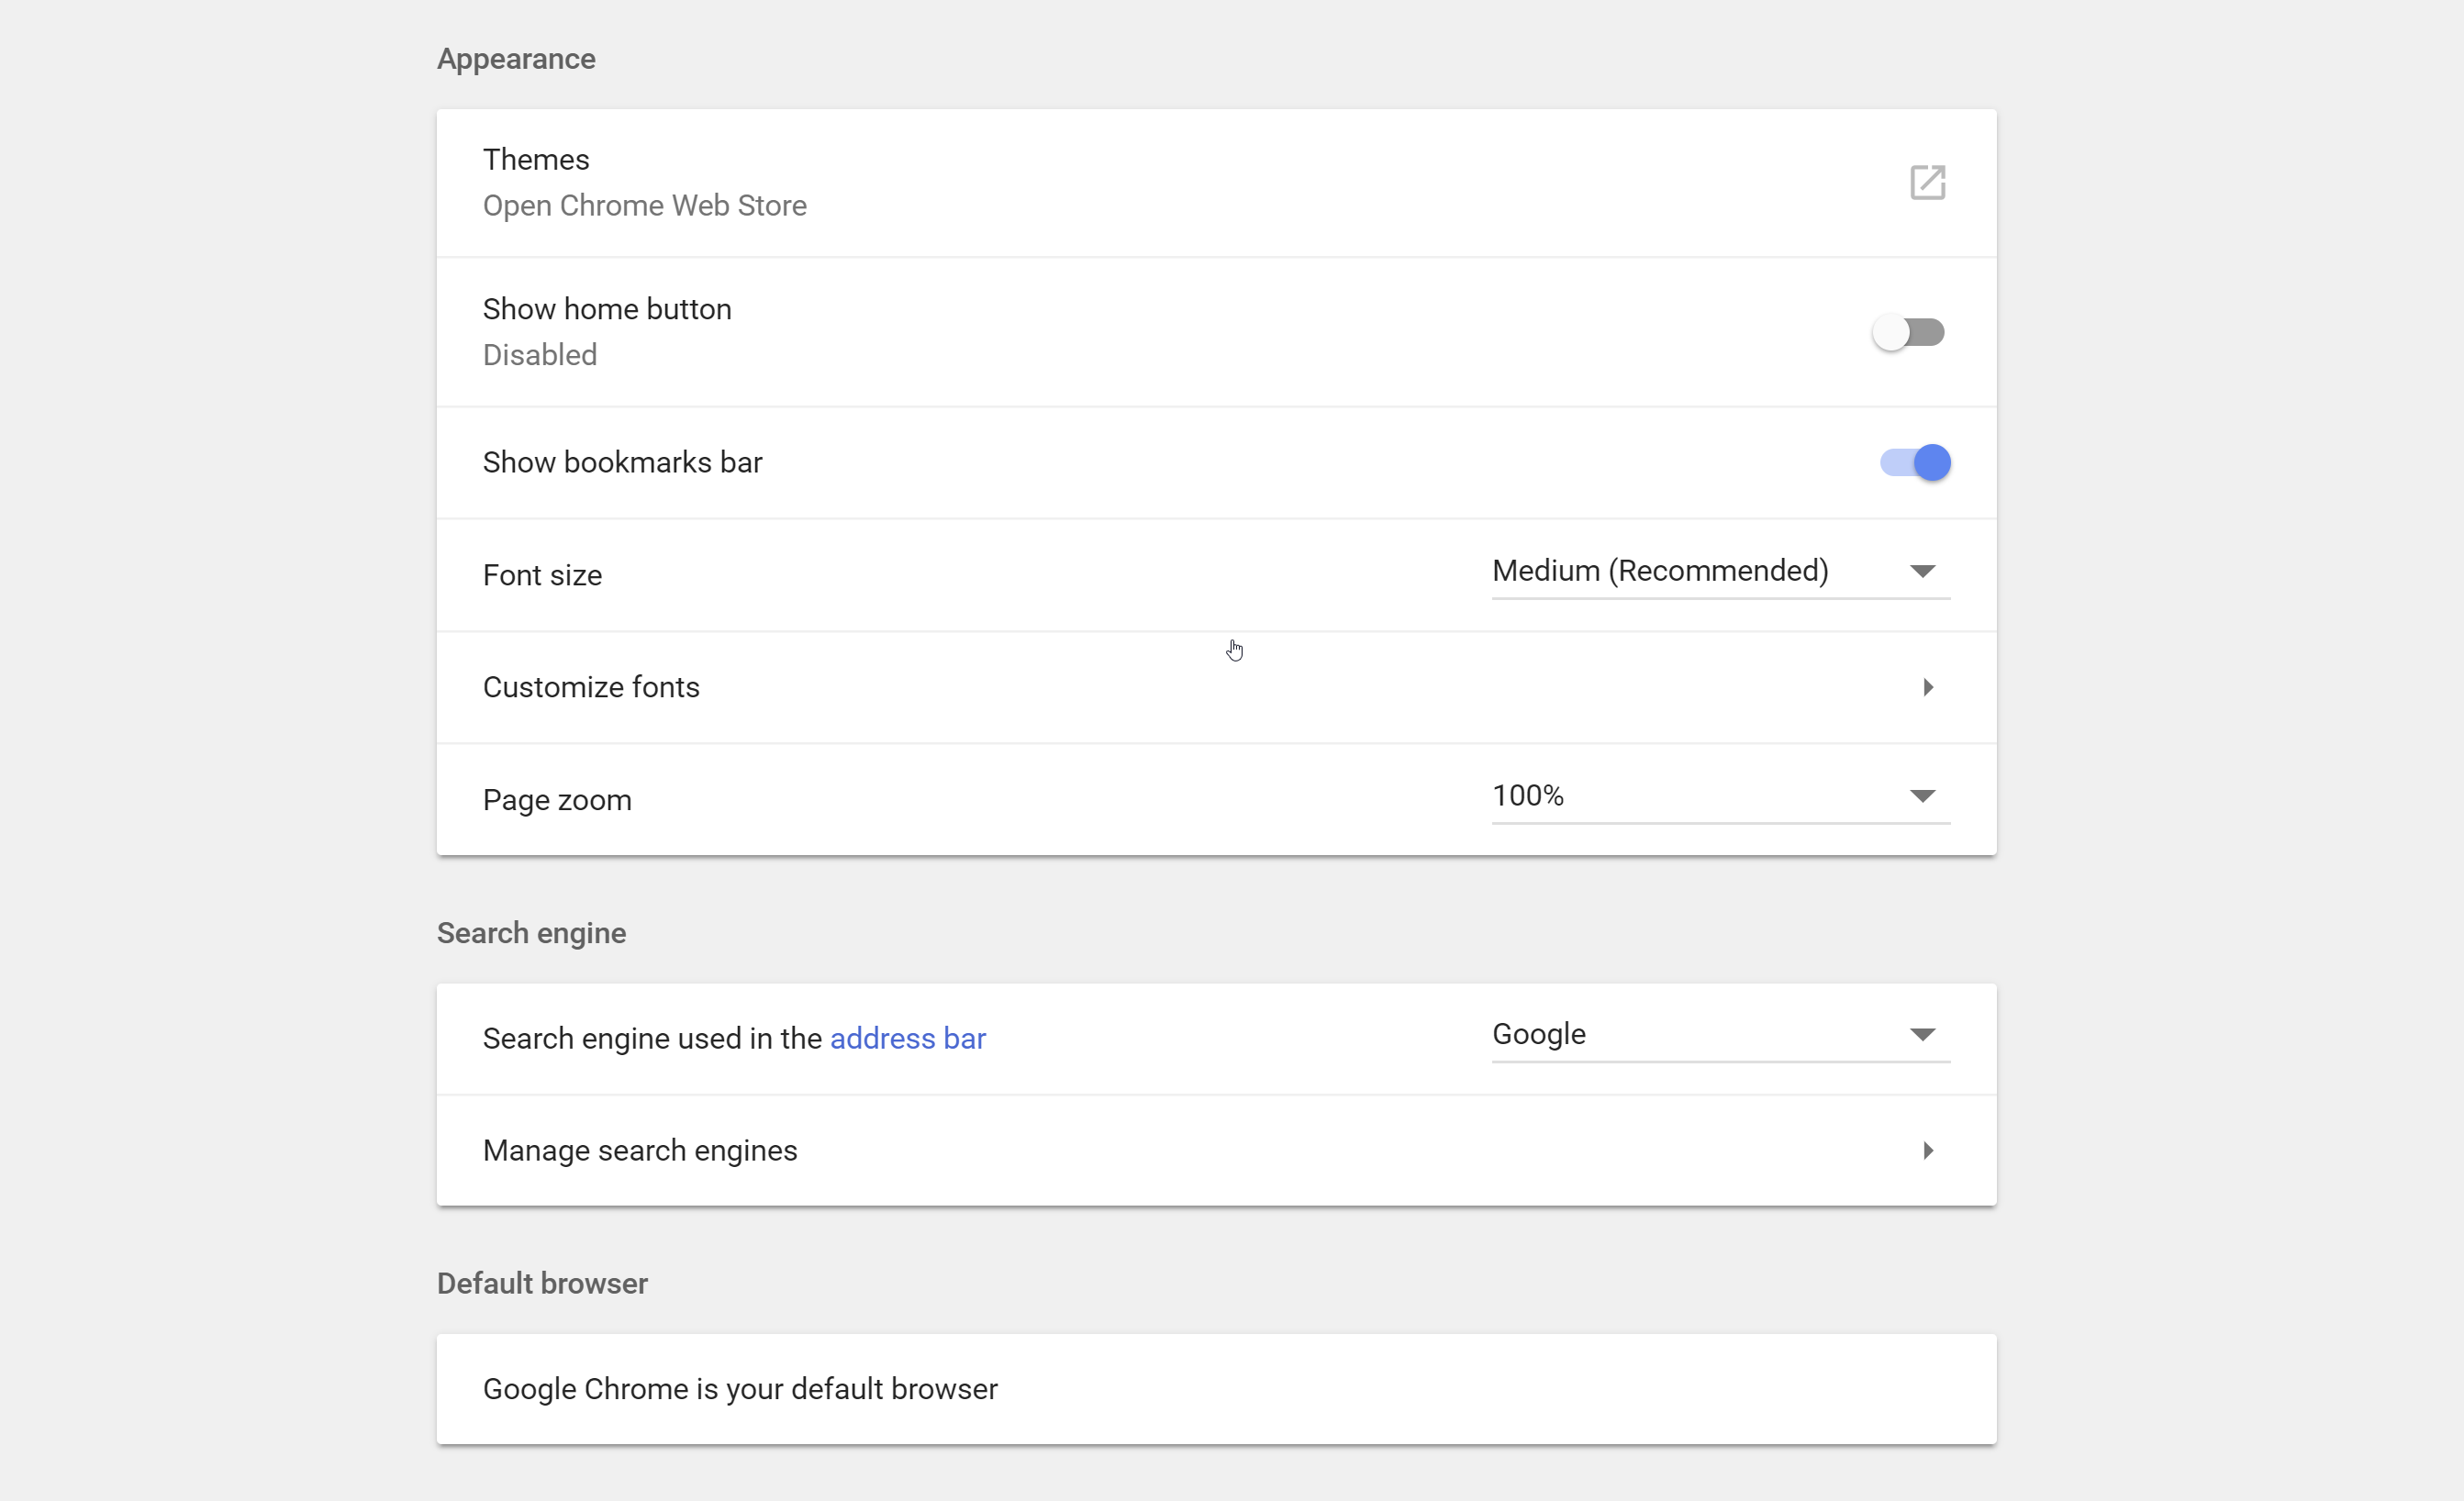 Appearance
Themes
Open Chrome Web Store
Show home button
Disabled
Show bookmarks bar
Font size
Medium (Recommended)
Customize fonts
Page zoom
100%
Search engine
Search engine used in the address bar
Google
Manage search engines
Default browser
Google Chrome is your default browser